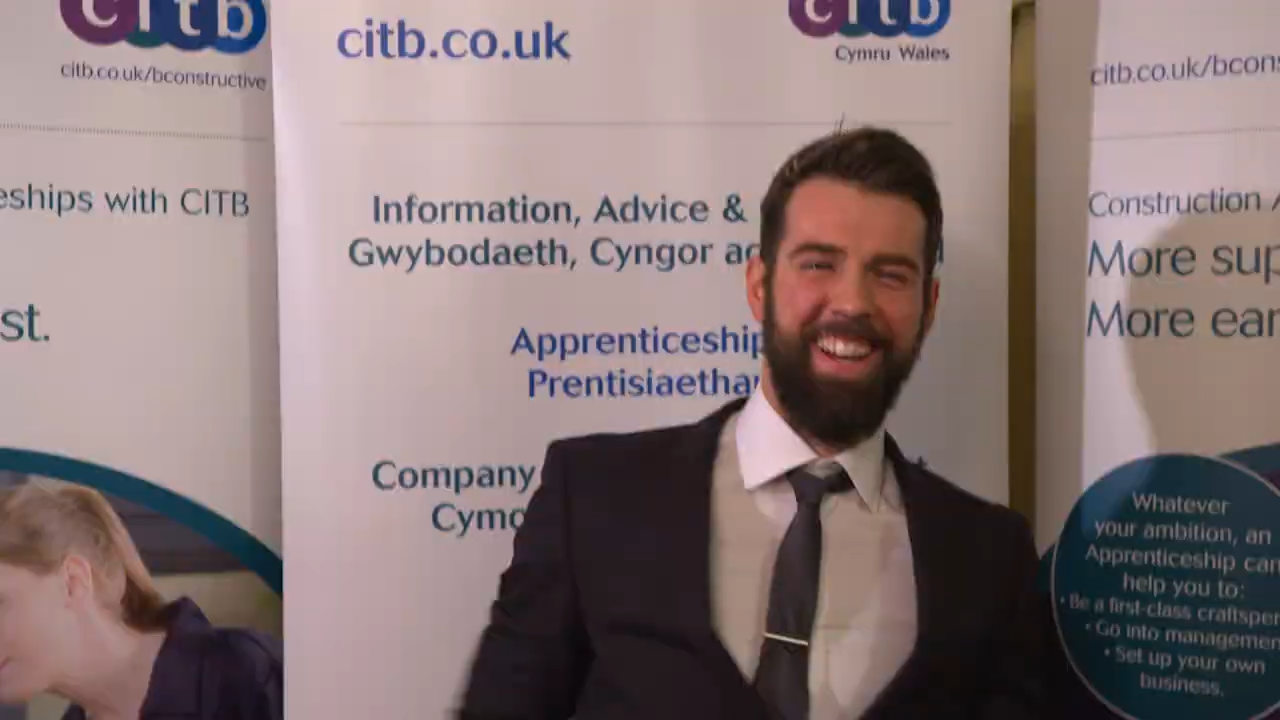 citb
citb.co.uk/bconstructive
eships with CITB
st.
citb.co.uk
citb
Cymru Wales
Information, Advice &
Gwybodaeth, Cyngor ac
Apprenticeship
Prentisiaethau
Company
Cymo
citb.co.uk/bcons
Construction
More sup
More ear
Whatever
your ambition, an
Apprenticeship can
help you to:
• Be a first-class craftsper
• Go into managemen
• Set up your own
business.